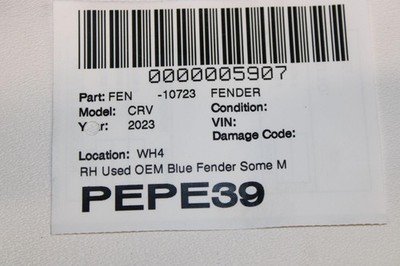 0000005907
Part: FEN -10723 FENDER
Model: CRV Condition:
Year: 2023 VIN:
Damage Code:
Location: WH4
RH Used OEM Blue Fender Some M
PEPE39